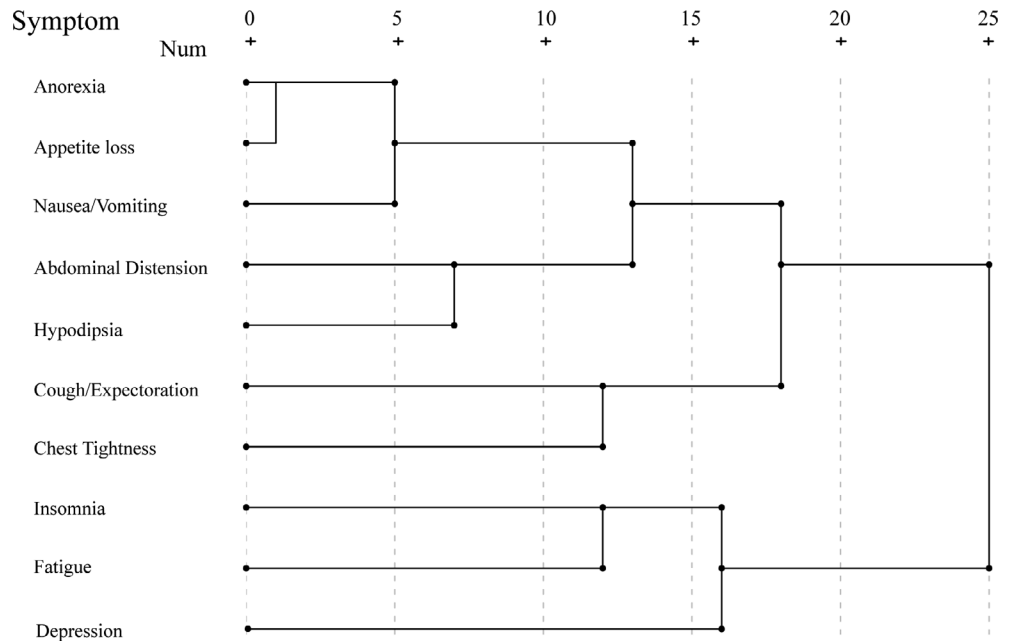 Symptom
0 5 10 15 20 25
Num
Anorexia
Appetite loss
Nausea/Vomiting
Abdominal Distension
Hypodipsia
Cough/Expectoration
Chest Tightness
Insomnia
Fatigue
Depression